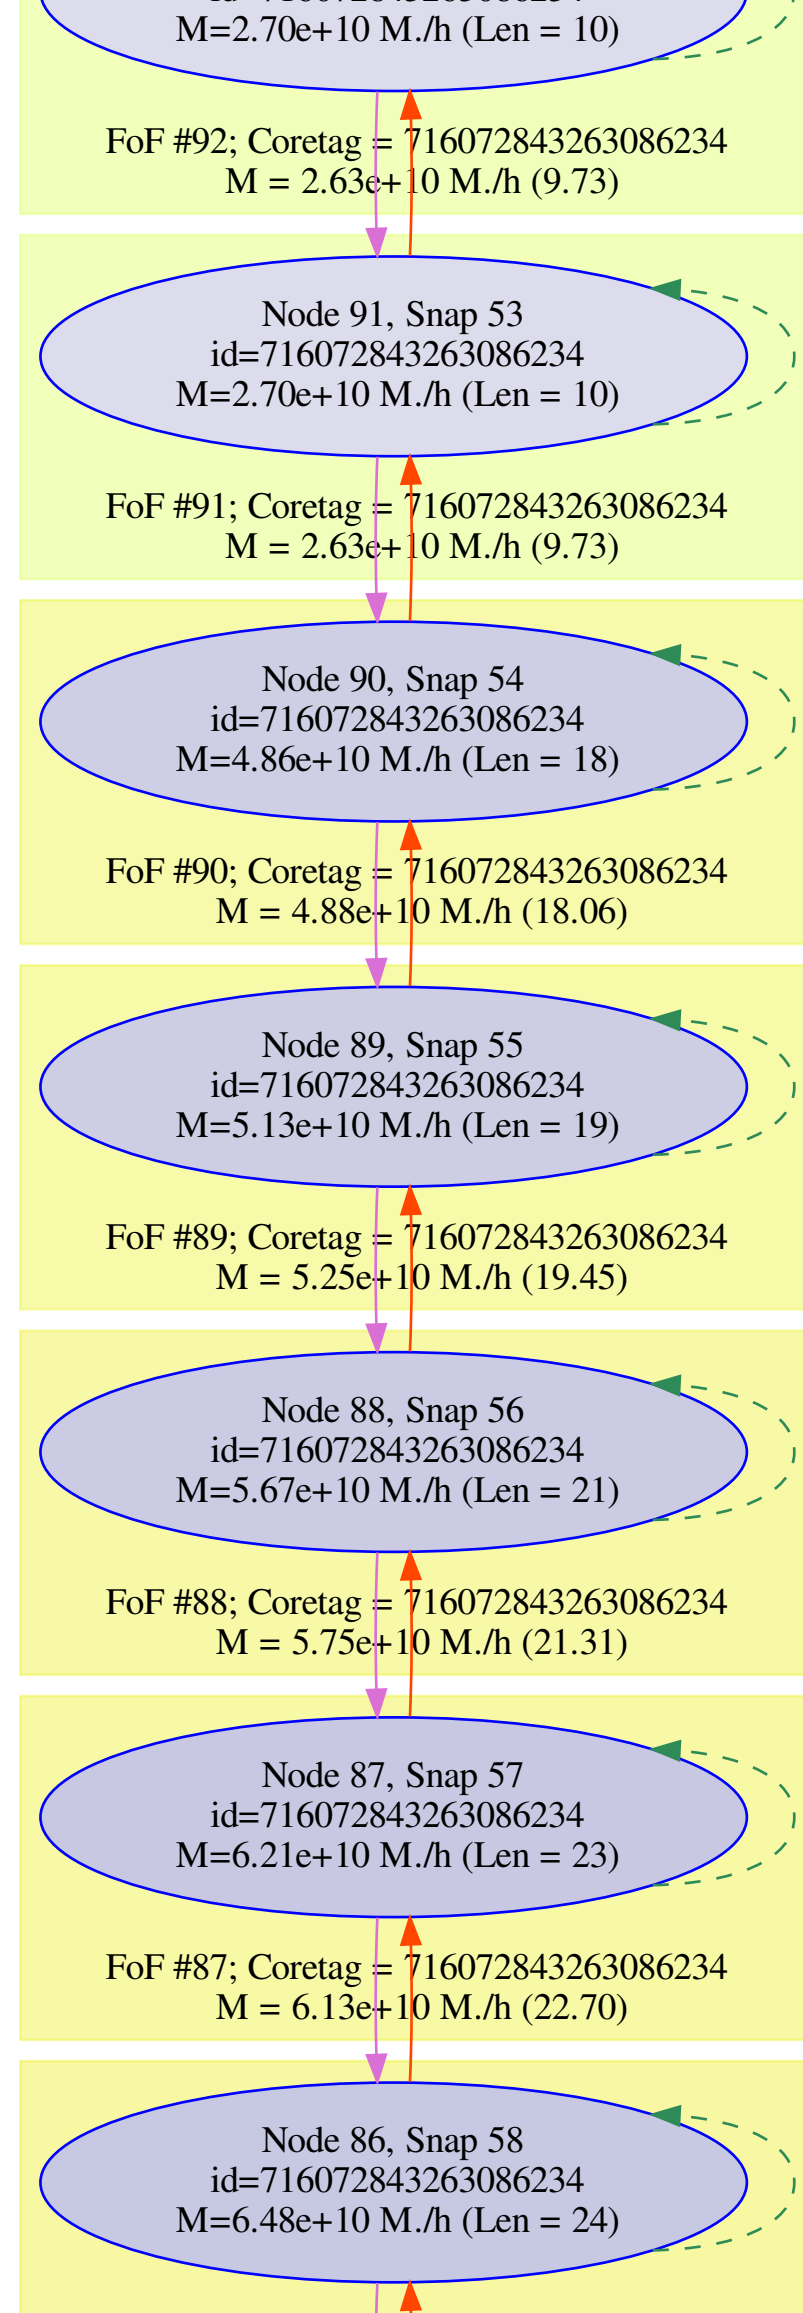 M=2.70e+10 M./h (Len = 10)
FoF #92; Coretag = 716072843263086234
M = 2.63e+10 M./h (9.73)
Node 91, Snap 53
id=716072843263086234
M=2.70e+10 M./h (Len = 10)
FoF #91; Coretag = 716072843263086234
M = 2.63e+10 M./h (9.73)
Node 90, Snap 54
id=716072843263086234
M=4.86e+10 M./h (Len = 18)
FoF #90; Coretag = 716072843263086234
M = 4.88e+10 M./h (18.06)
Node 89, Snap 55
id=716072843263086234
M=5.13e+10 M./h (Len = 19)
FoF #89; Coretag = 716072843263086234
M = 5.25e+10 M./h (19.45)
Node 88, Snap 56
id=716072843263086234
M=5.67e+10 M./h (Len = 21)
FoF #88; Coretag = 716072843263086234
M = 5.75e+10 M./h (21.31)
Node 87, Snap 57
id=716072843263086234
M=6.21e+10 M./h (Len = 23)
FoF #87; Coretag = 716072843263086234
M = 6.13e+10 M./h (22.70)
Node 86, Snap 58
id=716072843263086234
M=6.48e+10 M./h (Len = 24)